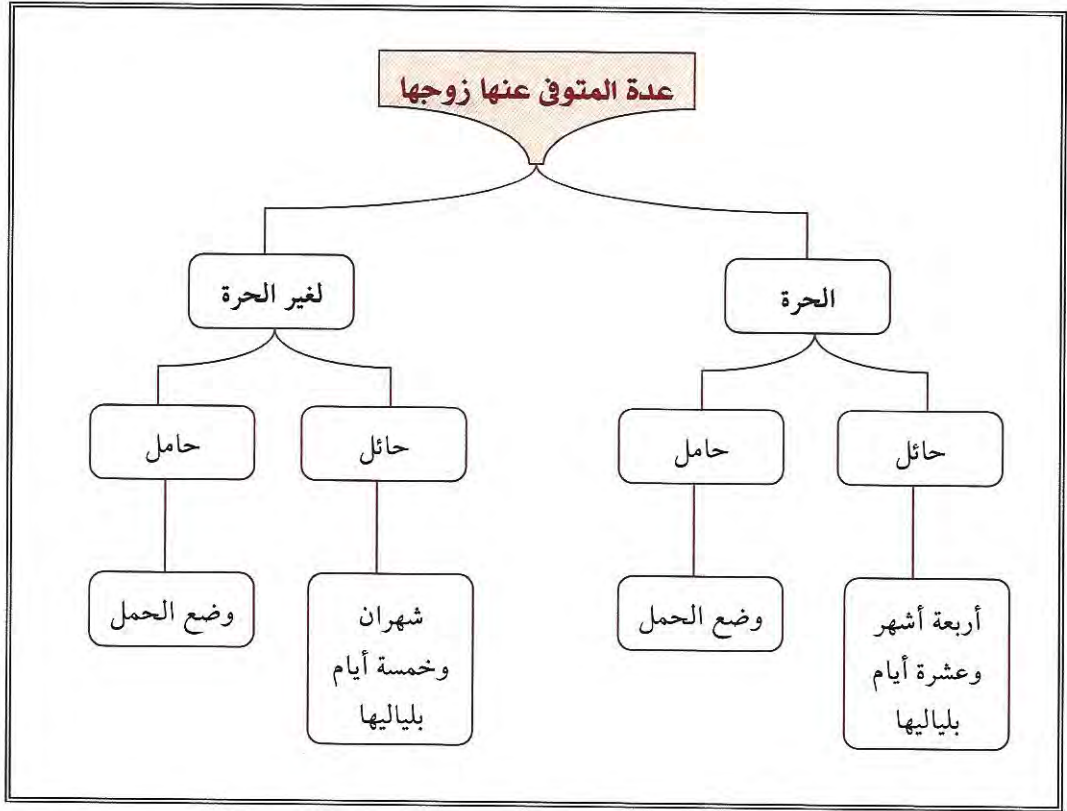 عدة المتوفى عنها زوجها
الحرة
لغير الحرة
حائل
حامل
حائل
حامل
أربعة أشهر
وعشرة أيام
بلياليها
وضع الحمل
شهران
وخمسة أيام
بلياليها
وضع الحمل